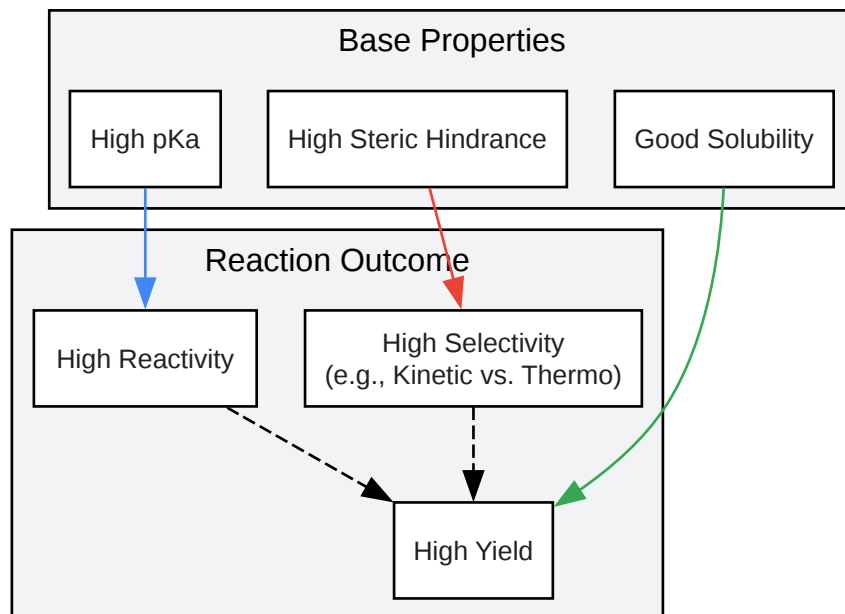 Base Properties
High pKa
High Steric Hindrance
Good Solubility
Reaction Outcome
High Reactivity
High Selectivity
(e.g., Kinetic vs. Thermo)
High Yield